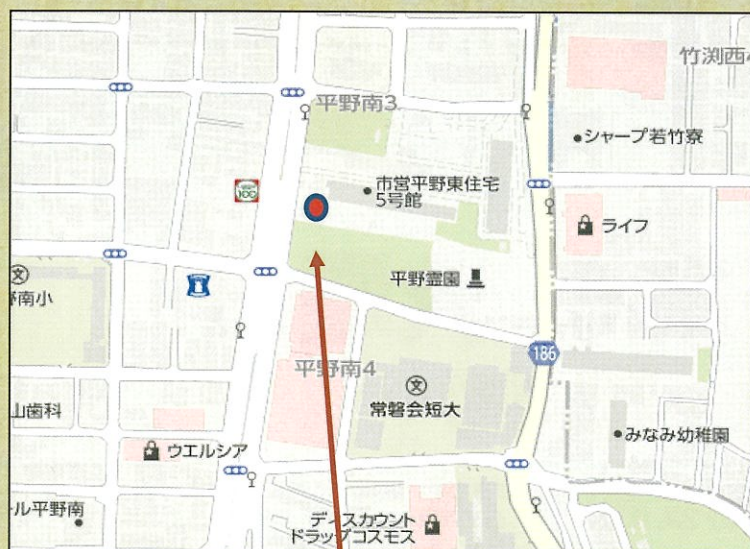 竹渕西4
平野南3
シャープ若竹寮
市営平野東住宅
5号館
ライフ
平野霊園
文
南小
186
平野南4
文
常磐会短大
山歯科
みなみ幼稚園
ウエルシア
ール平野南
ディスカウント
ドラッグコスモス